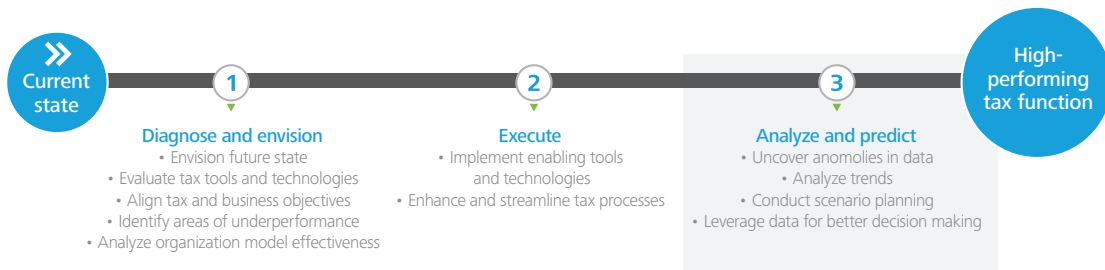 Current
state
1
Diagnose and envision
• Envision future state
• Evaluate tax tools and technologies
• Align tax and business objectives
• Identify areas of underperformance
• Analyze organization model effectiveness
2
Execute
• Implement enabling tools
and technologies
• Enhance and streamline tax processes
3
Analyze and predict
• Uncover anomolies in data
• Analyze trends
• Conduct scenario planning
• Leverage data for better decision making
High-
performing
tax function